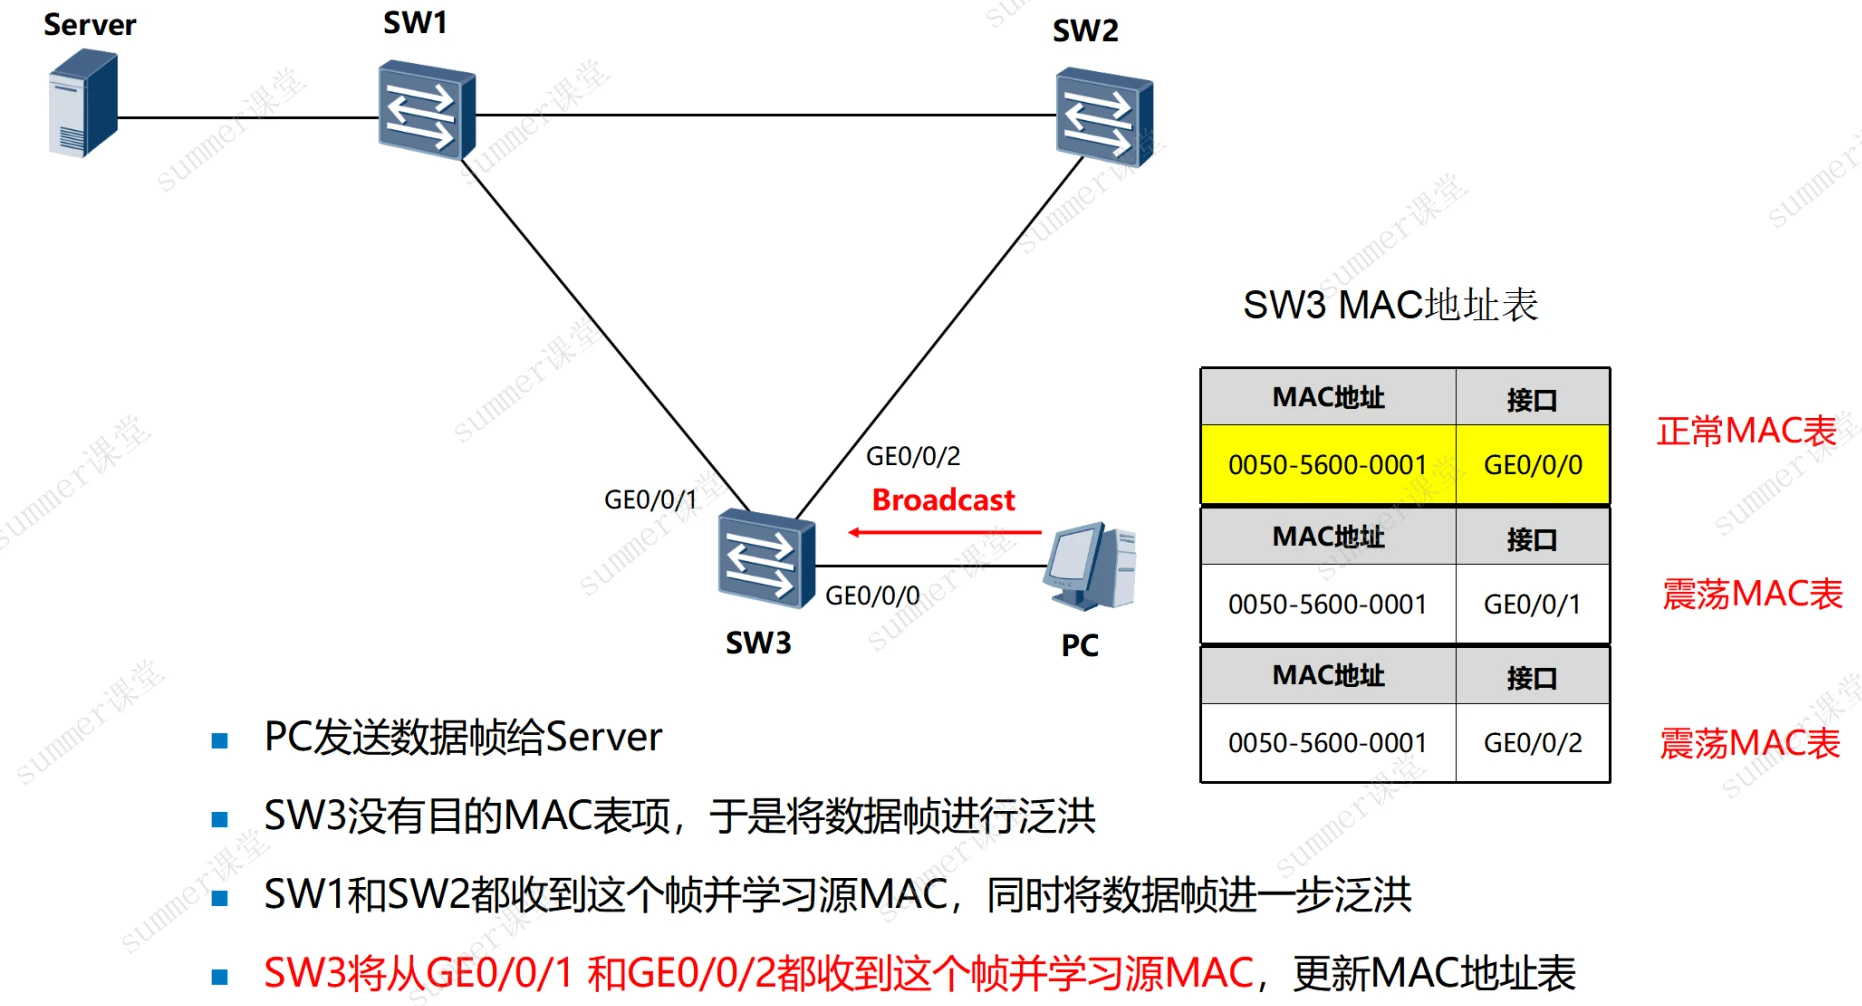 Server
SW1
SW2
SW3 MAC地址表
MAC地址 接口
0050-5600-0001 GE0/0/0
正常MAC表
MAC地址 接口
0050-5600-0001 GE0/0/1
震荡MAC表
MAC地址 接口
0050-5600-0001 GE0/0/2
震荡MAC表
GE0/0/2
GE0/0/1
Broadcast
GE0/0/0
SW3
PC
PC发送数据帧给Server
SW3没有目的MAC表项，于是将数据帧进行泛洪
SW1和SW2都收到这个帧并学习源MAC，同时将数据帧进一步泛洪
SW3将从GE0/0/1 和GE0/0/2都收到这个帧并学习源MAC，更新MAC地址表
summer课堂